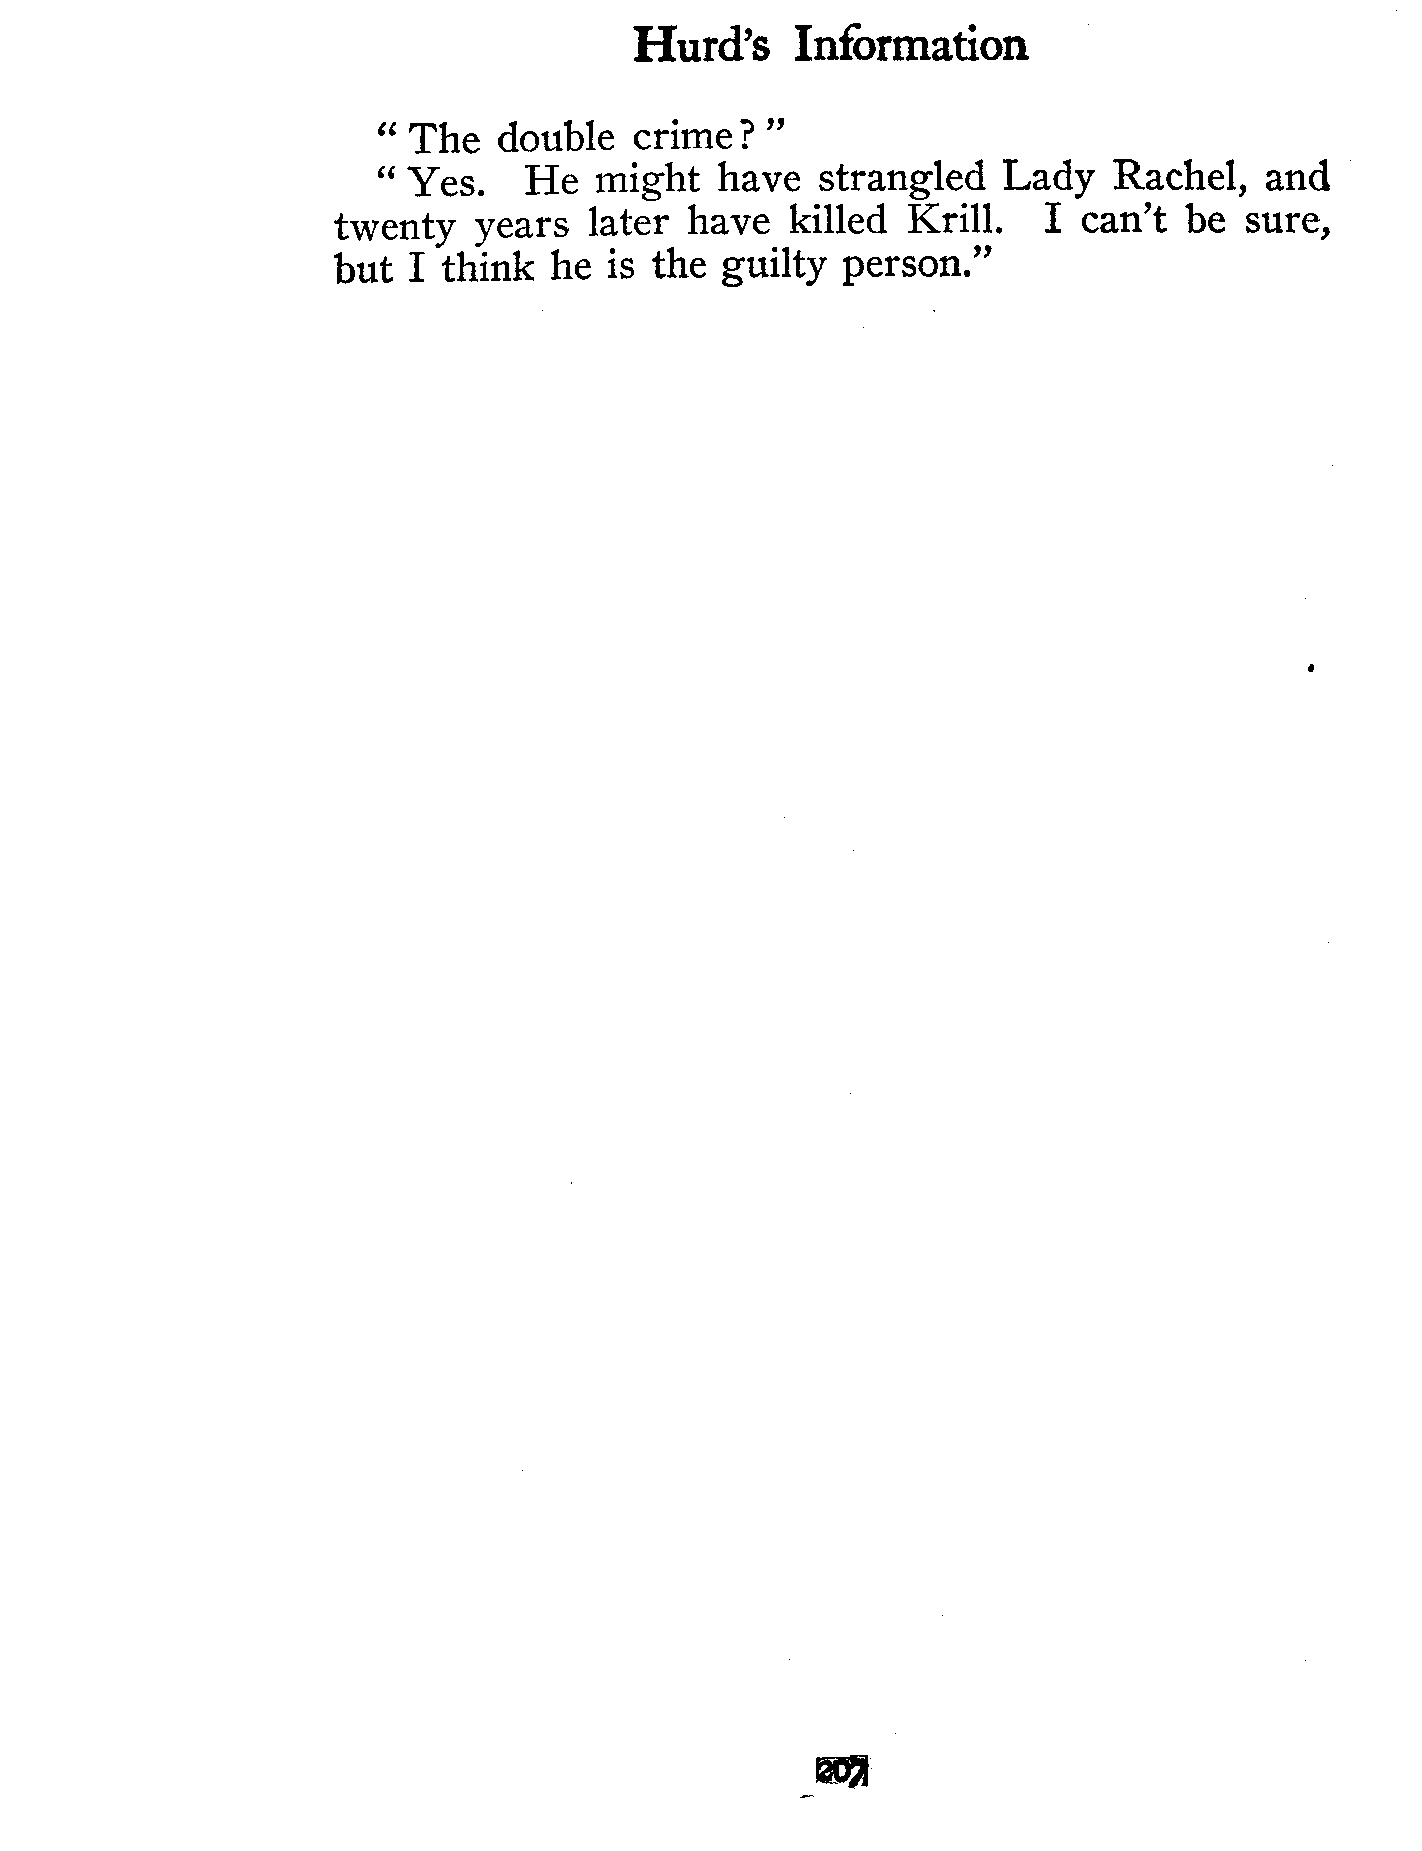 Hurd's Information
“ The double crime? ”
“ Yes. He might have strangled Lady Rachel, and
twenty years later have killed Krill. I can't be sure,
but I think he is the guilty person.”
207